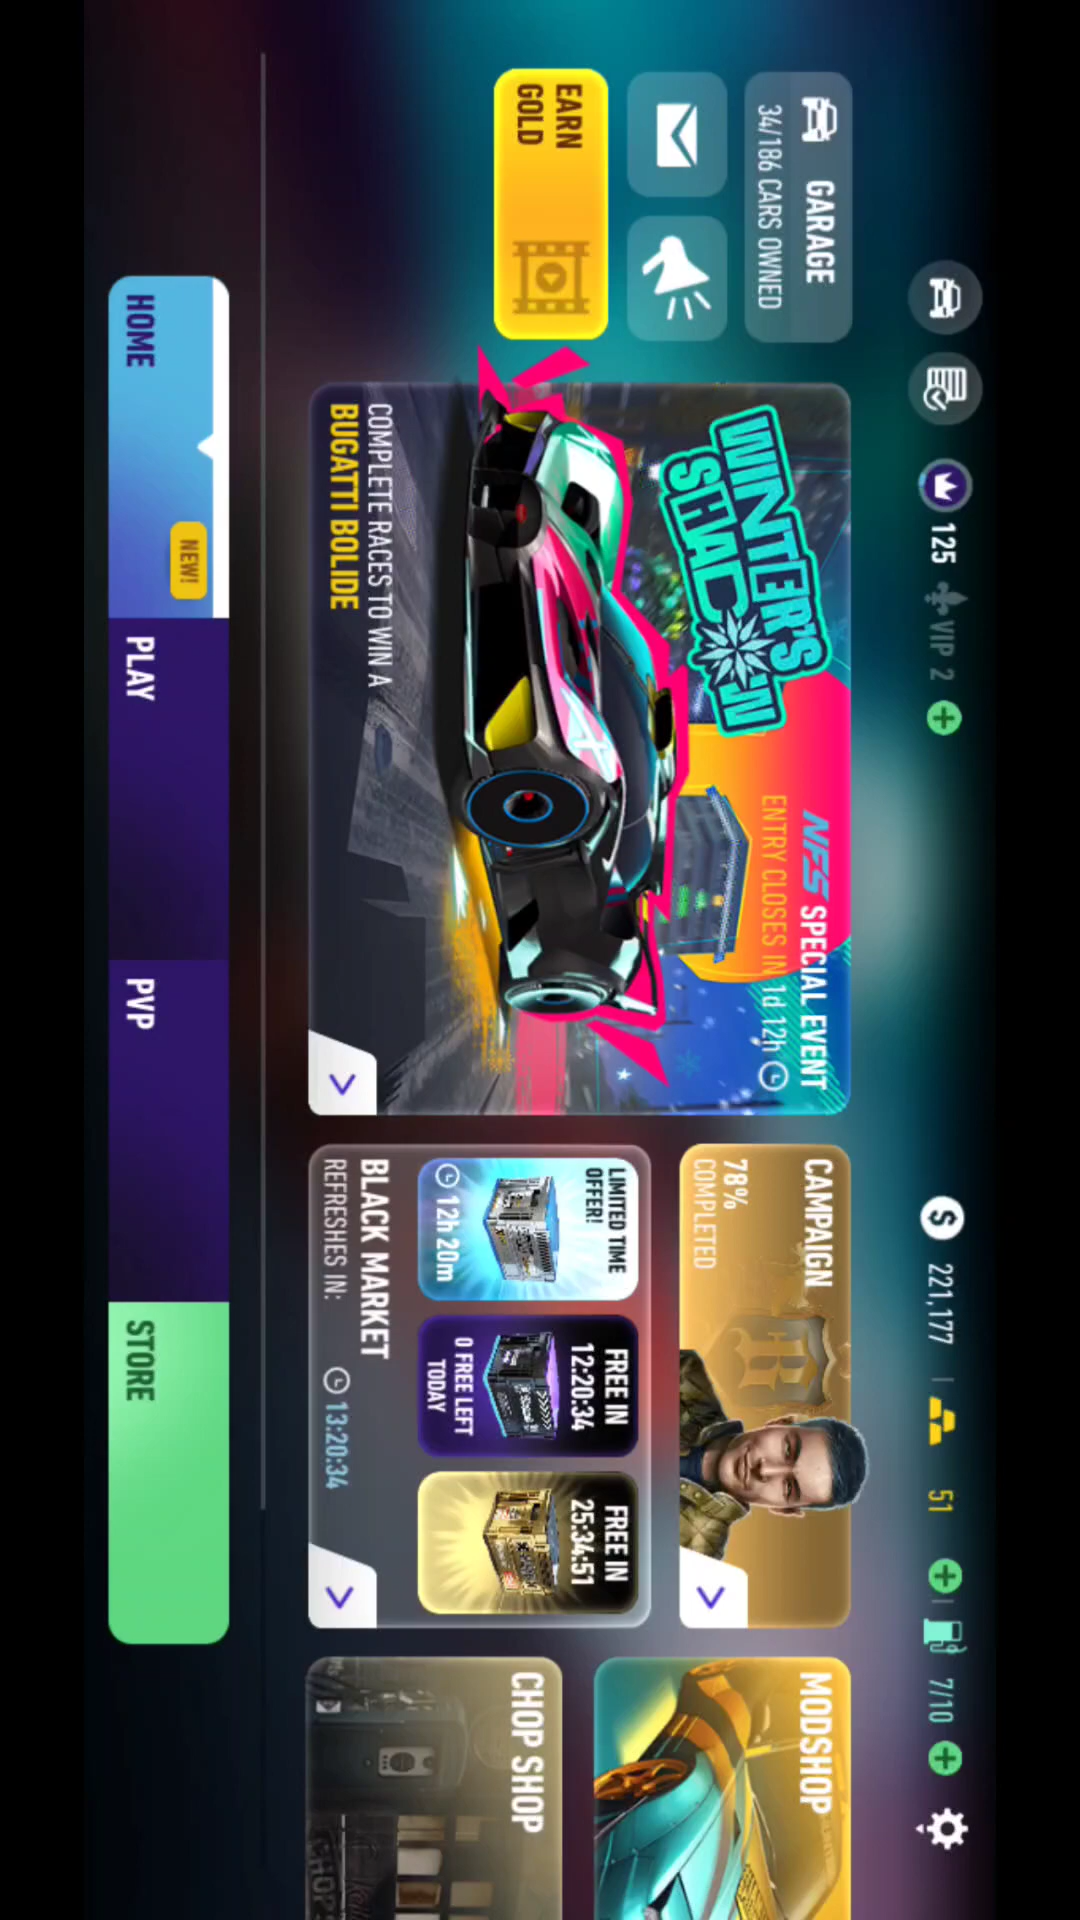 125
VIP 2
221,177
51
7/10
GARAGE
34/186 CARS OWNED
EARN
GOLD
WINTER'S
SHADOW
NFS SPECIAL EVENT
ENTRY CLOSES IN 1d 12h
COMPLETE RACES TO WIN A
BUGATTI BOLIDE
CAMPAIGN
78%
COMPLETED
LIMITED TIME
OFFER!
12h 20m
FREE IN
12:20:34
0 FREE LEFT
TODAY
FREE IN
25:34:51
BLACK MARKET
REFRESHES IN: 13:20:34
MODSHOP
CHOP SHOP
HOME
NEW!
PLAY
PVP
STORE